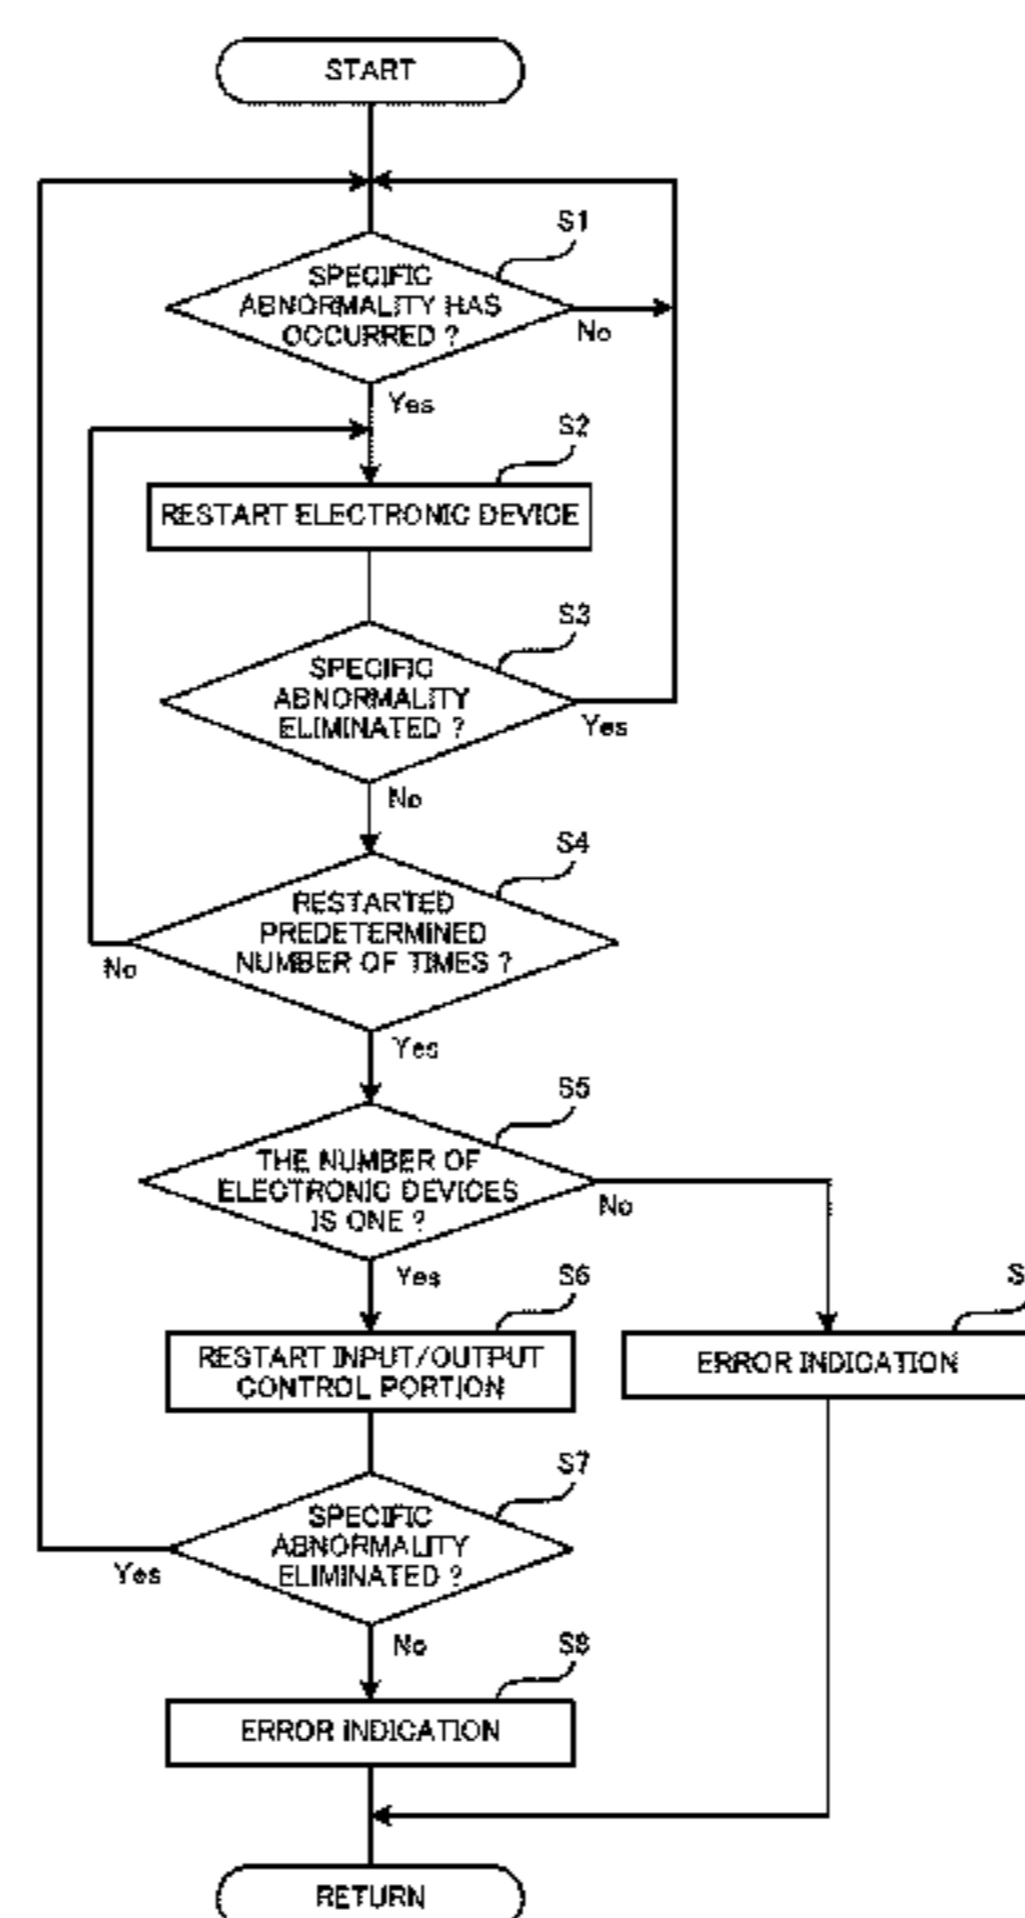 START
S1
SPECIFIC
ABNORMALITY HAS
OCCURRED ?
No
Yes
S2
RESTART ELECTRONIC DEVICE
S3
SPECIFIC
ABNORMALITY
ELIMINATED ?
Yes
No
S4
RESTARTED
PREDETERMINED
NUMBER OF TIMES ?
No
Yes
S5
THE NUMBER OF
ELECTRONIC DEVICES
IS ONE ?
No
Yes
S6
RESTART INPUT/OUTPUT
CONTROL PORTION
ERROR INDICATION
S7
SPECIFIC
ABNORMALITY
ELIMINATED ?
Yes
No
S8
ERROR INDICATION
RETURN